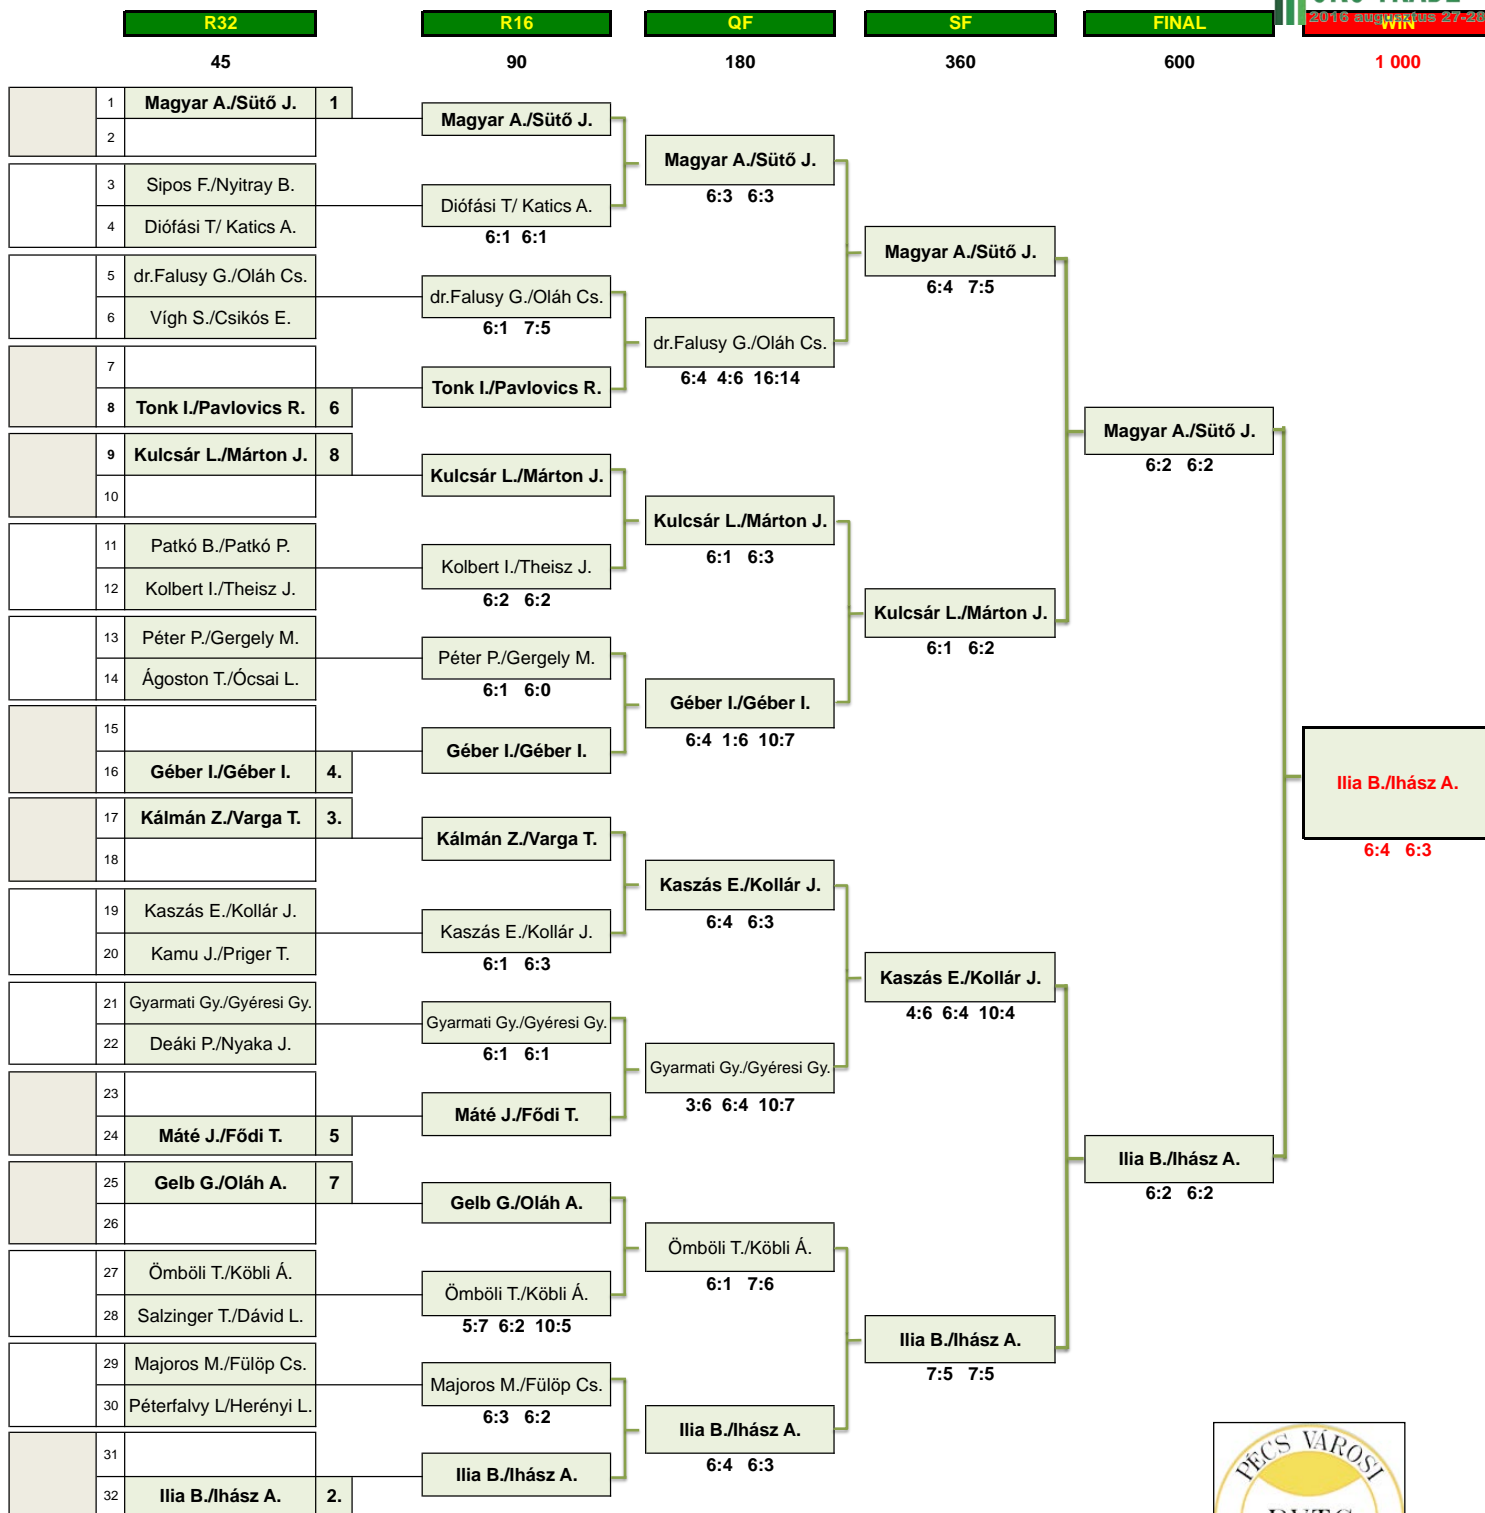 R32 R16 QF SF FINAL WIN
2016 augusztus 27-28
45 90 180 360 600 1 000
1 Magyar A./Sütő J. 1
2
3 Sipos F./Nyitray B.
4 Diófási T/ Katics A.
5 dr.Falusy G./Oláh Cs.
6 Vígh S./Csikós E.
7
8 Tonk I./Pavlovics R. 6
9 Kulcsár L./Márton J. 8
10
11 Patkó B./Patkó P.
12 Kolbert I./Theisz J.
13 Péter P./Gergely M.
14 Ágoston T./Ócsai L.
15
16 Géber I./Géber I. 4.
17 Kálmán Z./Varga T. 3.
18
19 Kaszás E./Kollár J.
20 Kamu J./Priger T.
21 Gyarmati Gy./Gyéresi Gy.
22 Deáki P./Nyaka J.
23
24 Máté J./Fődi T. 5
25 Gelb G./Oláh A. 7
26
27 Ömböli T./Köbli Á.
28 Salzinger T./Dávid L.
29 Majoros M./Fülöp Cs.
30 Péterfalvy L/Herényi L.
31
32 Ilia B./Ihász A. 2.
Magyar A./Sütő J.
Diófási T/ Katics A.
6:1 6:1
dr.Falusy G./Oláh Cs.
6:1 7:5
Tonk I./Pavlovics R.
Kulcsár L./Márton J.
Kolbert I./Theisz J.
6:2 6:2
Péter P./Gergely M.
6:1 6:0
Géber I./Géber I.
Kálmán Z./Varga T.
Kaszás E./Kollár J.
6:1 6:3
Gyarmati Gy./Gyéresi Gy.
6:1 6:1
Máté J./Fődi T.
Gelb G./Oláh A.
Ömböli T./Köbli Á.
5:7 6:2 10:5
Majoros M./Fülöp Cs.
6:3 6:2
Ilia B./Ihász A.
Magyar A./Sütő J.
6:3 6:3
dr.Falusy G./Oláh Cs.
6:4 4:6 16:14
Kulcsár L./Márton J.
6:1 6:3
Géber I./Géber I.
6:4 1:6 10:7
Kaszás E./Kollár J.
6:4 6:3
Gyarmati Gy./Gyéresi Gy.
3:6 6:4 10:7
Ömböli T./Köbli Á.
6:1 7:6
Ilia B./Ihász A.
6:4 6:3
Magyar A./Sütő J.
6:4 7:5
Kulcsár L./Márton J.
6:1 6:2
Kaszás E./Kollár J.
4:6 6:4 10:4
Ilia B./Ihász A.
7:5 7:5
Magyar A./Sütő J.
6:2 6:2
Ilia B./Ihász A.
6:2 6:2
Ilia B./Ihász A.
6:4 6:3
PÉCS VÁROSI